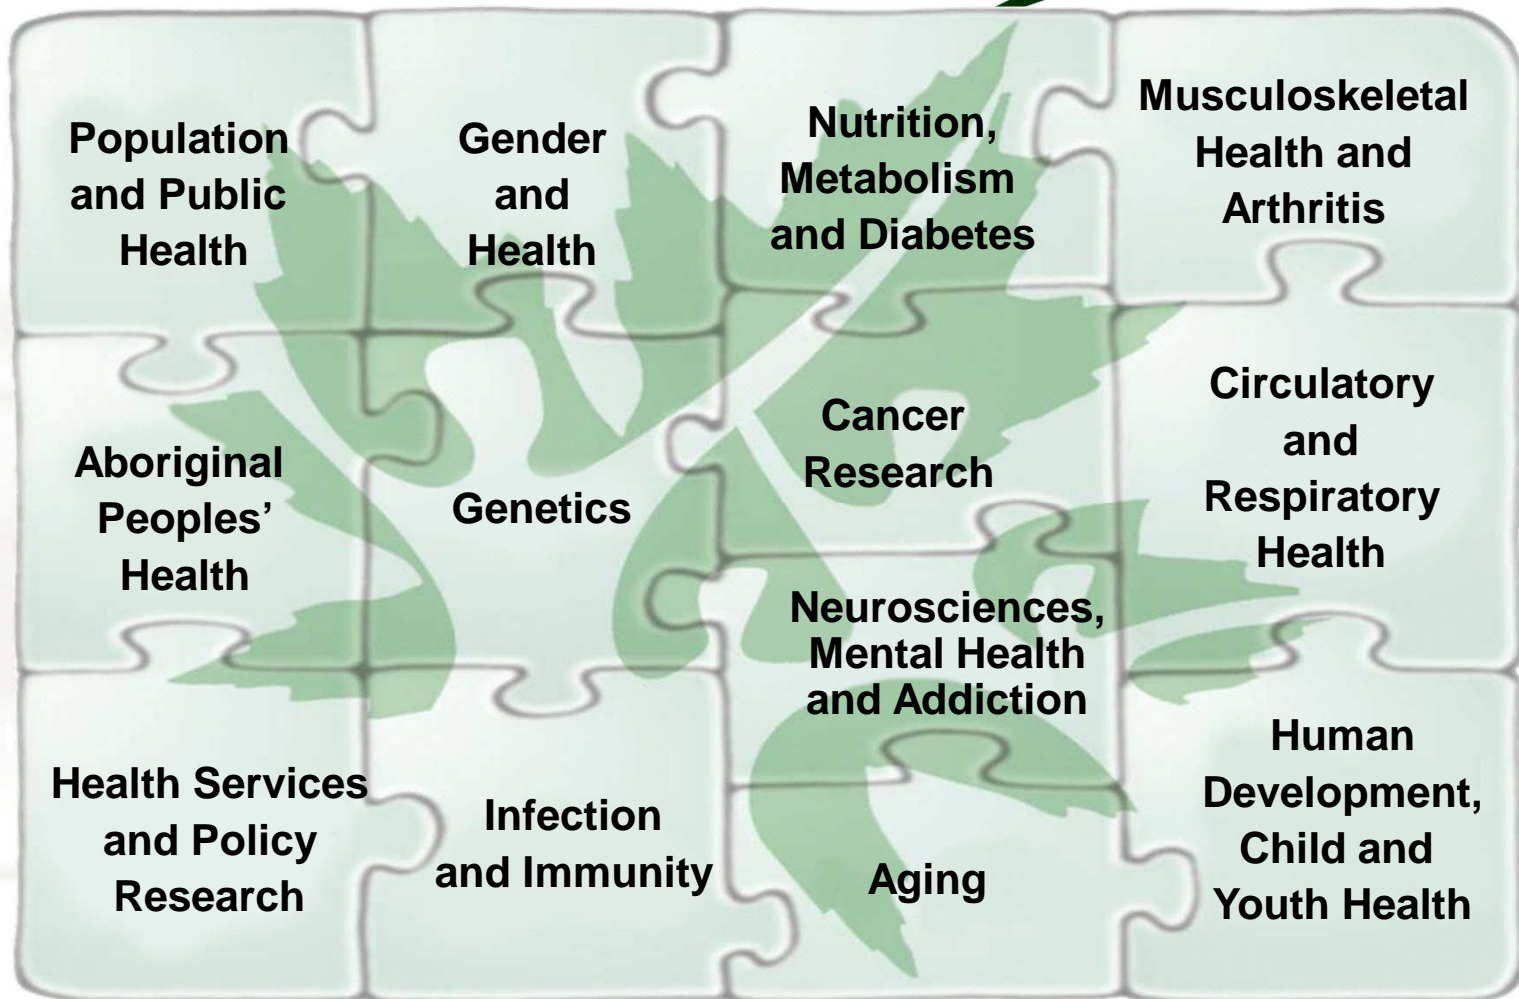 Population
and Public
Health
Gender
and
Health
Nutrition,
Metabolism
and Diabetes
Musculoskeletal
Health and
Arthritis
Aboriginal
Peoples’
Health
Genetics
Cancer
Research
Circulatory
and
Respiratory
Health
Neurosciences,
Mental Health
and Addiction
Health Services
and Policy
Research
Infection
and Immunity
Aging
Human
Development,
Child and
Youth Health